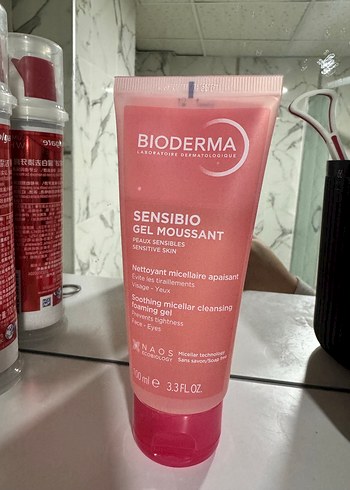 BIODERMA
LABORATOIRE DERMATOLOGIQUE
SENSIBIO
GEL MOUSSANT
PEAUX SENSIBLES
SENSITIVE SKIN
Nettoyant micellaire apaisant
Évite les tiraillements
Visage - Yeux
Soothing micellar cleansing
foaming gel
Prevents tightness
Face - Eyes
NAOS
ECOBIOLOGY
Micellar technology
Sans savon/Soap free
100 ml e 3.3 FL.OZ.